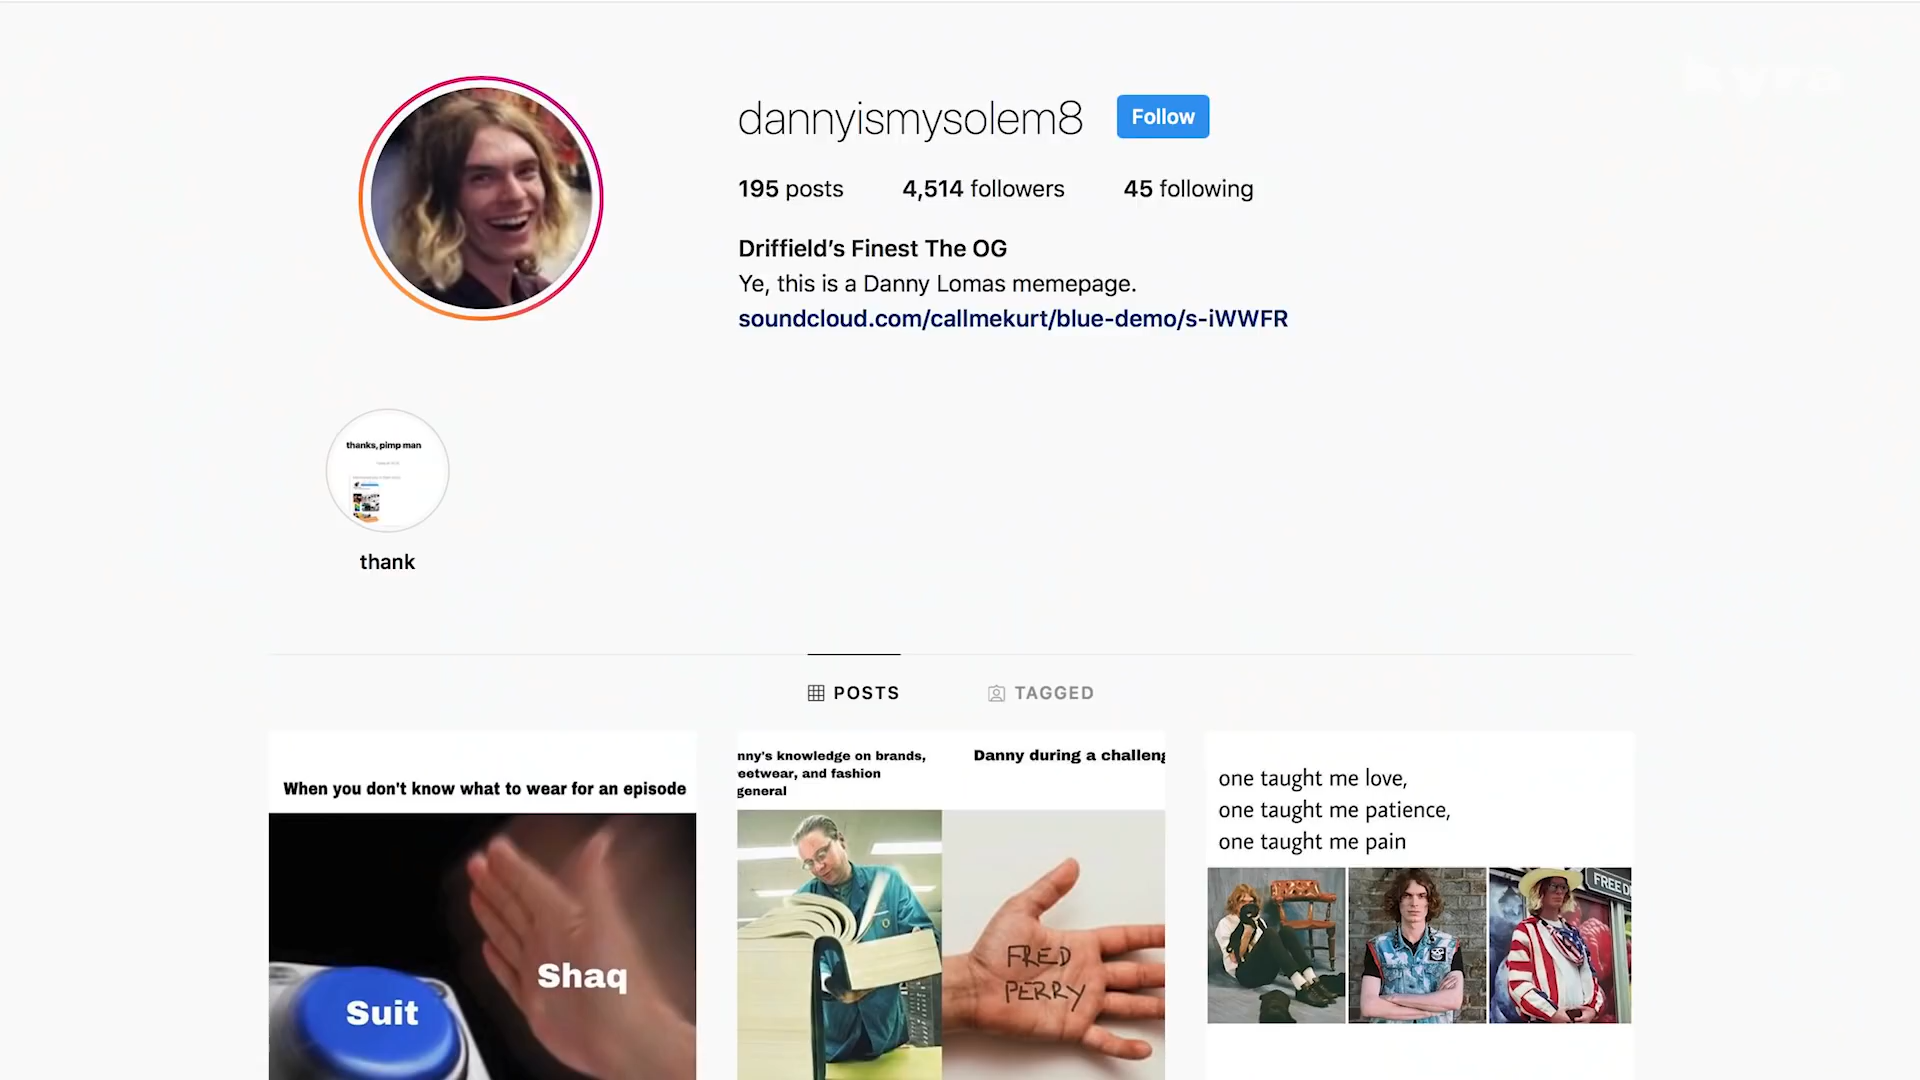 kyra
dannyismysolem8
Follow
195 posts
4,514 followers
45 following
Driffield’s Finest The OG
Ye, this is a Danny Lomas memepage.
soundcloud.com/callmekurt/blue-demo/s-iWWFR
thanks, pimp man
thank
POSTS
TAGGED
When you don't know what to wear for an episode
Suit
Shaq
nny's knowledge on brands,
eetwear, and fashion
general
Danny during a challeng
FRED
PERRY
one taught me love,
one taught me patience,
one taught me pain
FREE D